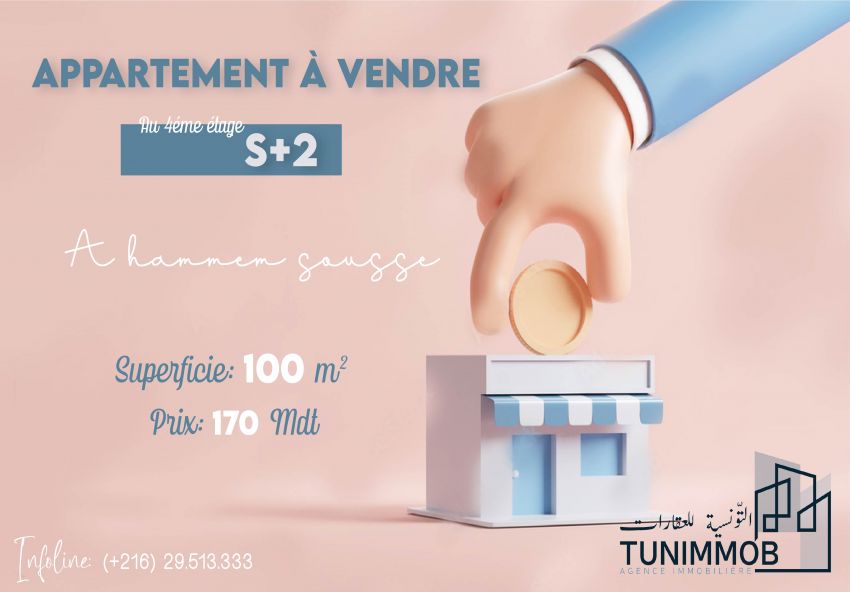 APPARTEMENT À VENDRE
Au 4éme étage
S+2
A hammem sousse
Superficie: 100 m²
Prix: 170 Mdt
Infoline: (+216) 29.513.333
التّونسية للعقارات
TUNIMMOB
AGENCE IMMOBILIÈRE